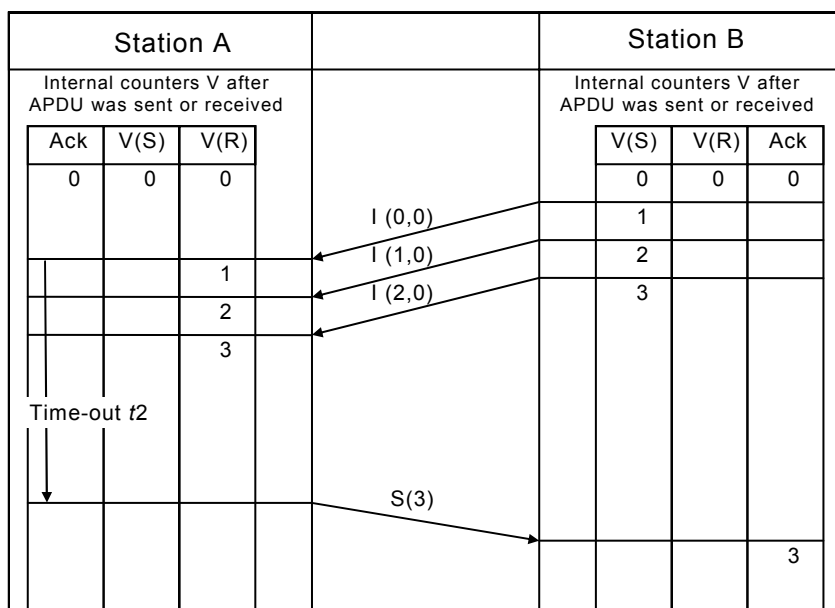 Station A
Station B
Internal counters V after
APDU was sent or received
Internal counters V after
APDU was sent or received
Ack V(S) V(R)
V(S) V(R) Ack
0 0 0
0 0 0
I (0,0)
1
I (1,0)
2
1
I (2,0)
3
2
3
Time-out t2
S(3)
3